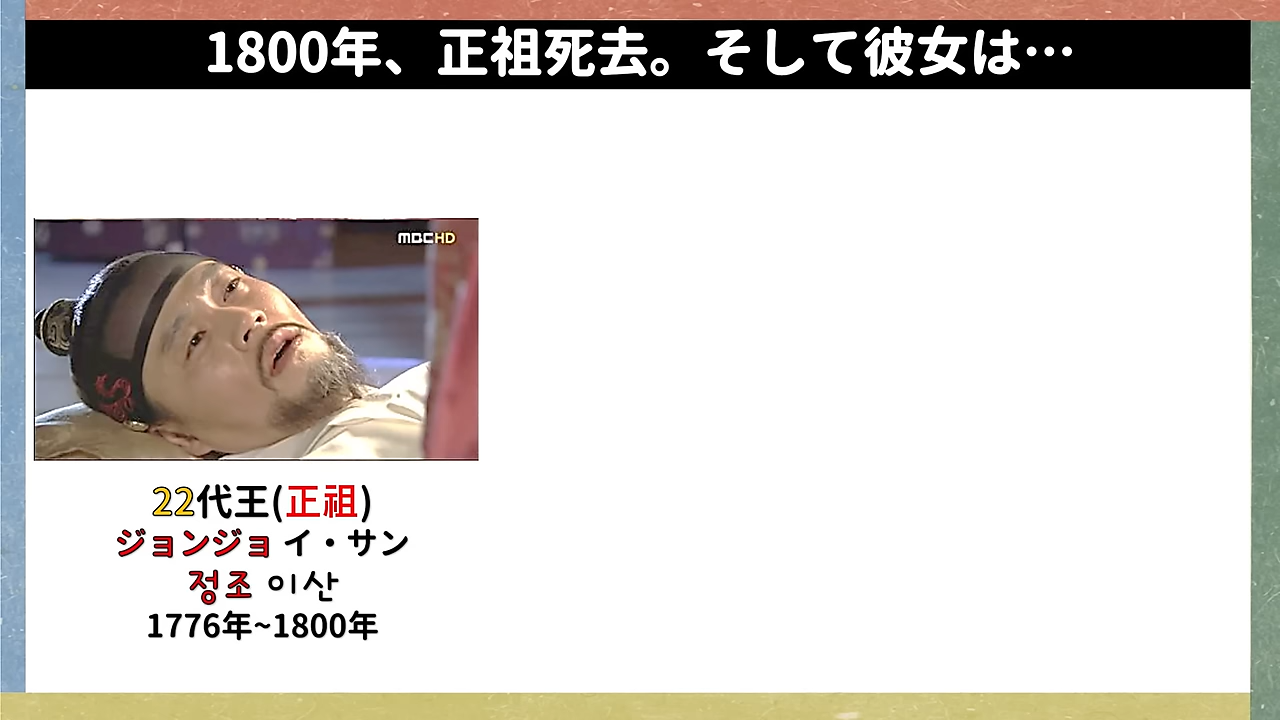 1800年、正祖死去。そして彼女は…
MBCHD
22代王(正祖)
ジョンジョ イ・サン
정조 이산
1776年~1800年